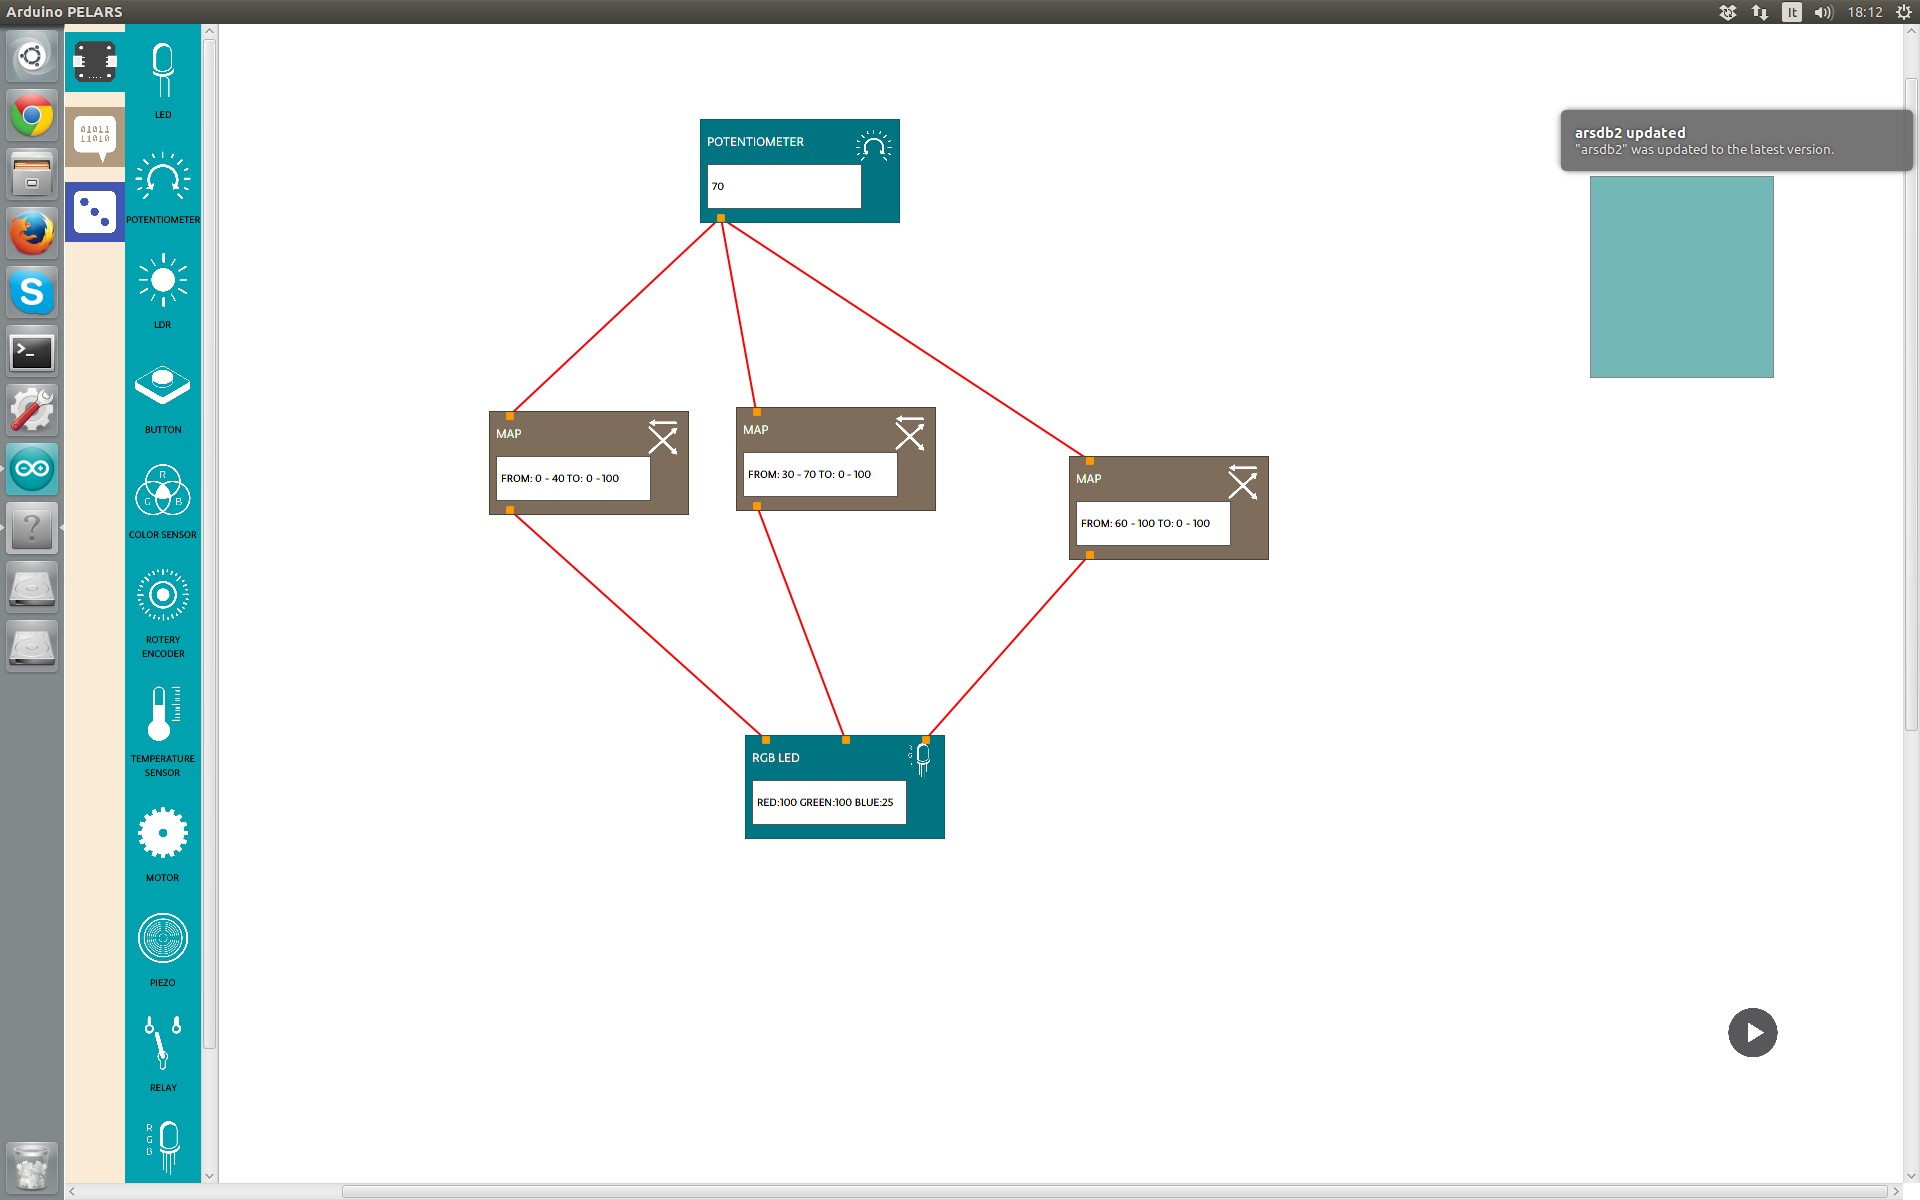 Arduino PELARS
It
18:12
LED
01011
11010
POTENTIOMETER
LDR
BUTTON
R
G B
COLOR SENSOR
ROTERY
ENCODER
TEMPERATURE
SENSOR
MOTOR
PIEZO
RELAY
R
G
B
POTENTIOMETER
70
MAP
FROM: 0 - 40 TO: 0 - 100
MAP
FROM: 30 - 70 TO: 0 - 100
MAP
FROM: 60 - 100 TO: 0 - 100
RGB LED
RED:100 GREEN:100 BLUE:25
arsdb2 updated
"arsdb2" was updated to the latest version.